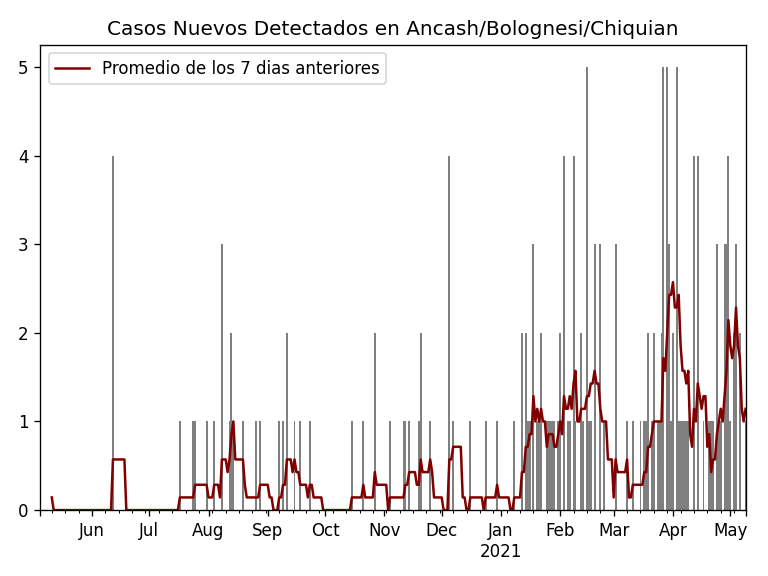 Casos Nuevos Detectados en Ancash/Bolognesi/Chiquian
Promedio de los 7 dias anteriores
5
4
3
2
1
0
Jun Jul Aug Sep Oct Nov Dec Jan Feb Mar Apr May
2021